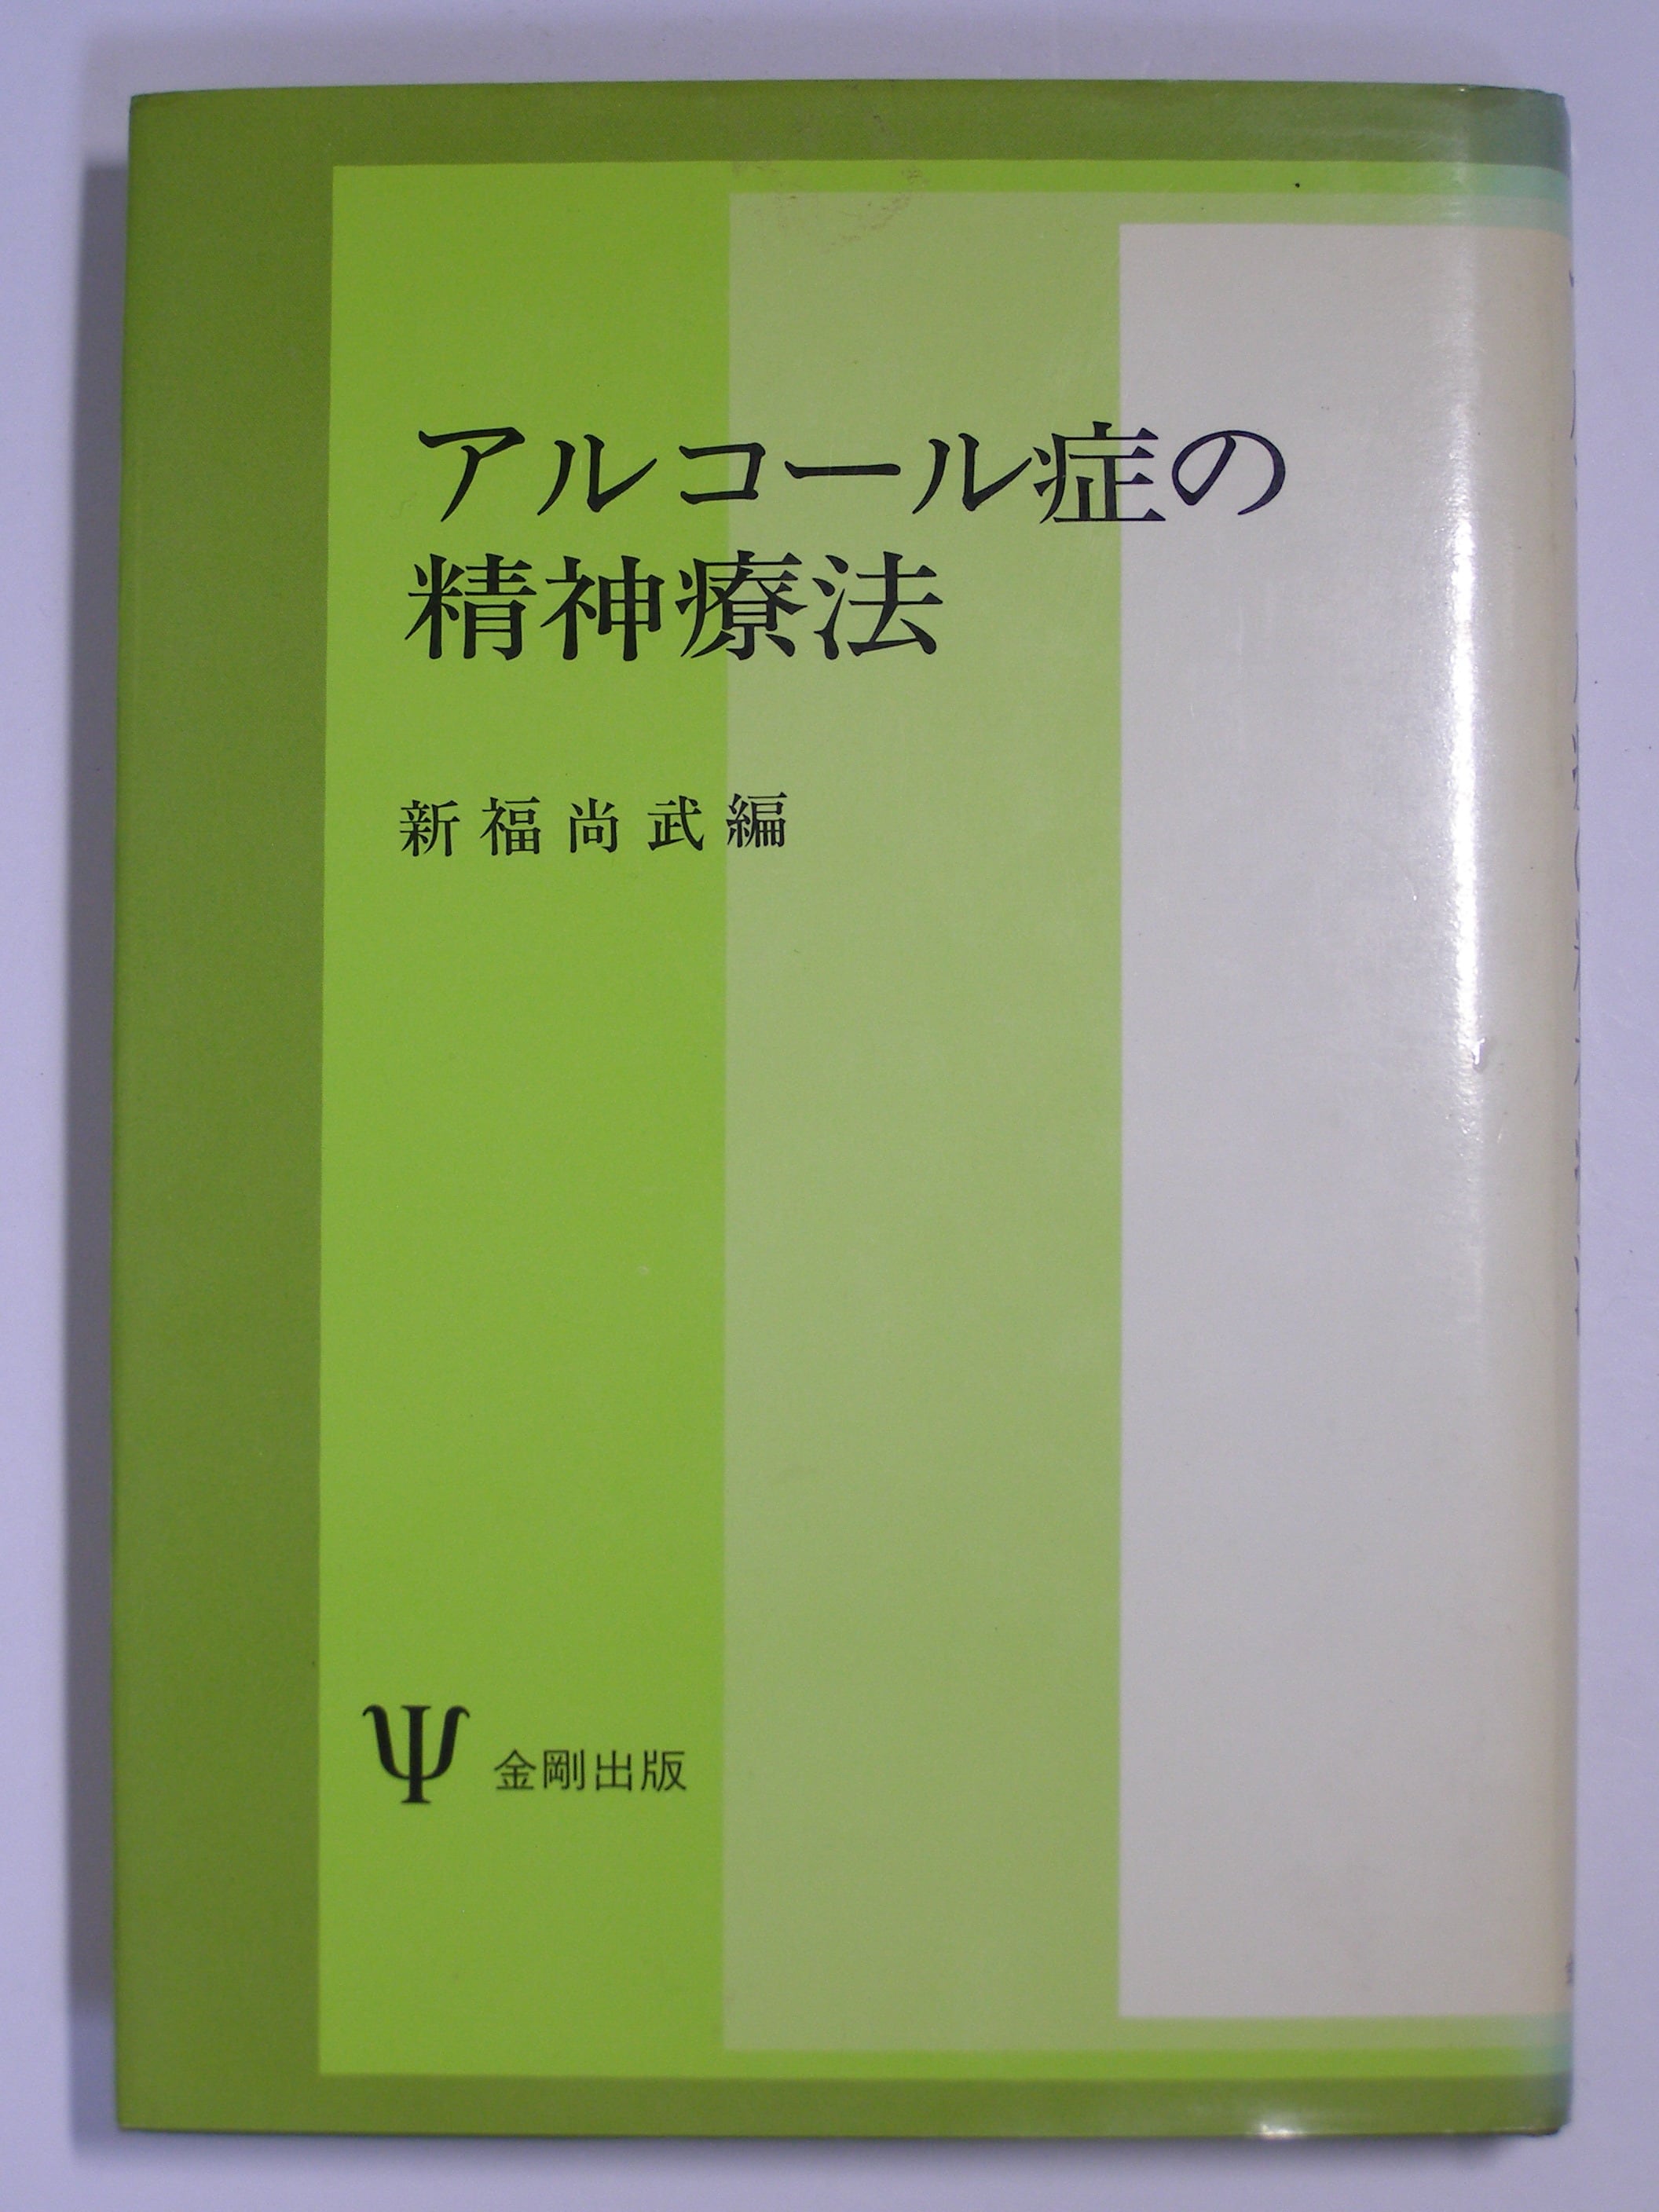 アルコール症の
精神療法
新福尚武編
Ψ 金剛出版